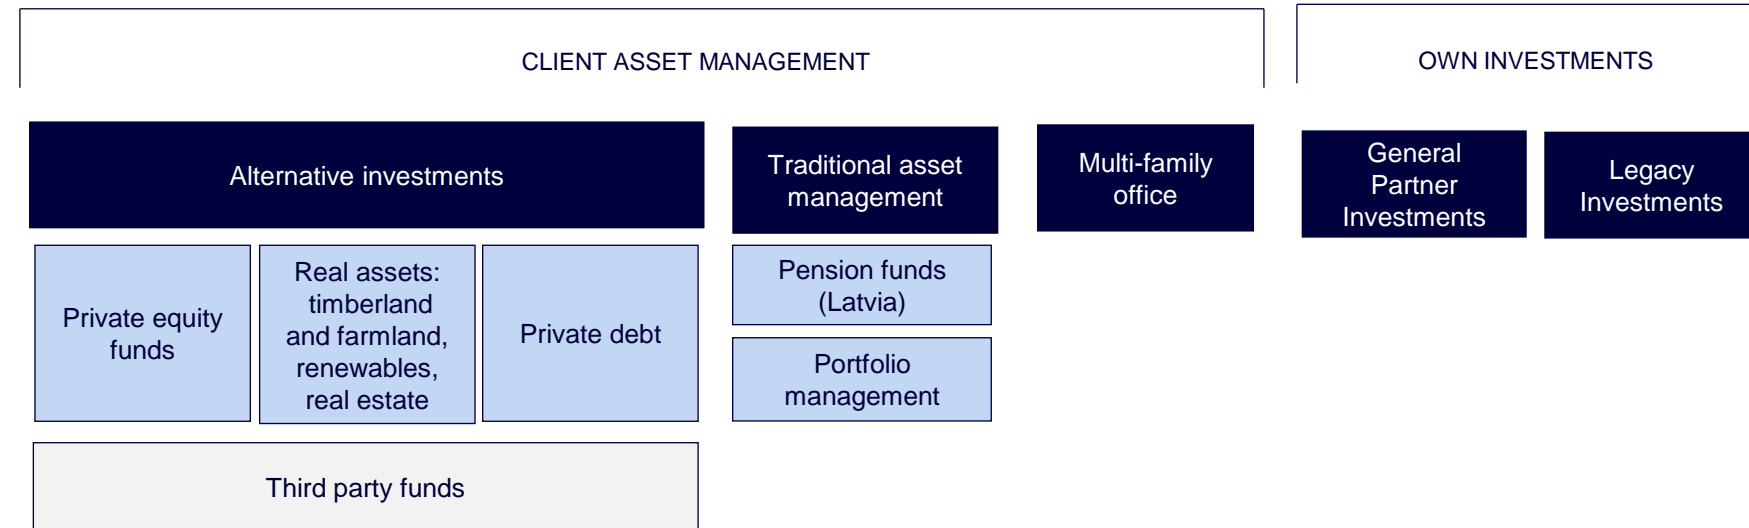 CLIENT ASSET MANAGEMENT
OWN INVESTMENTS
Alternative investments
Traditional asset
management
Multi-family
office
General
Partner
Investments
Legacy
Investments
Private equity
funds
Real assets:
timberland
and farmland,
renewables,
real estate
Private debt
Pension funds
(Latvia)
Portfolio
management
Third party funds